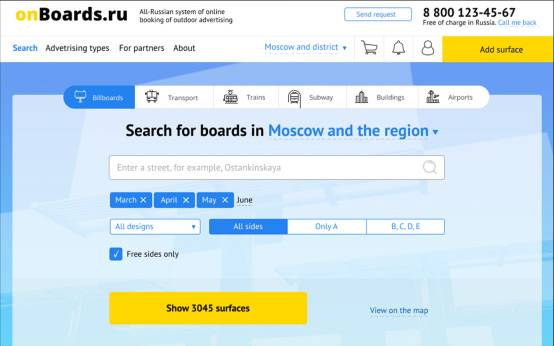 onBoards.ru
All-Russian system of online
booking of outdoor advertising
Send request
8 800 123-45-67
Free of charge in Russia. Call me back
Search Advetrising types For partners About
Moscow and district
Add surface
Billboards Transport Trains Subway Buildings Airports
Search for boards in Moscow and the region
Enter a street, for example, Ostankinskaya
March April May June
All designs All sides Only A B, C, D, E
Free sides only
Show 3045 surfaces
View on the map